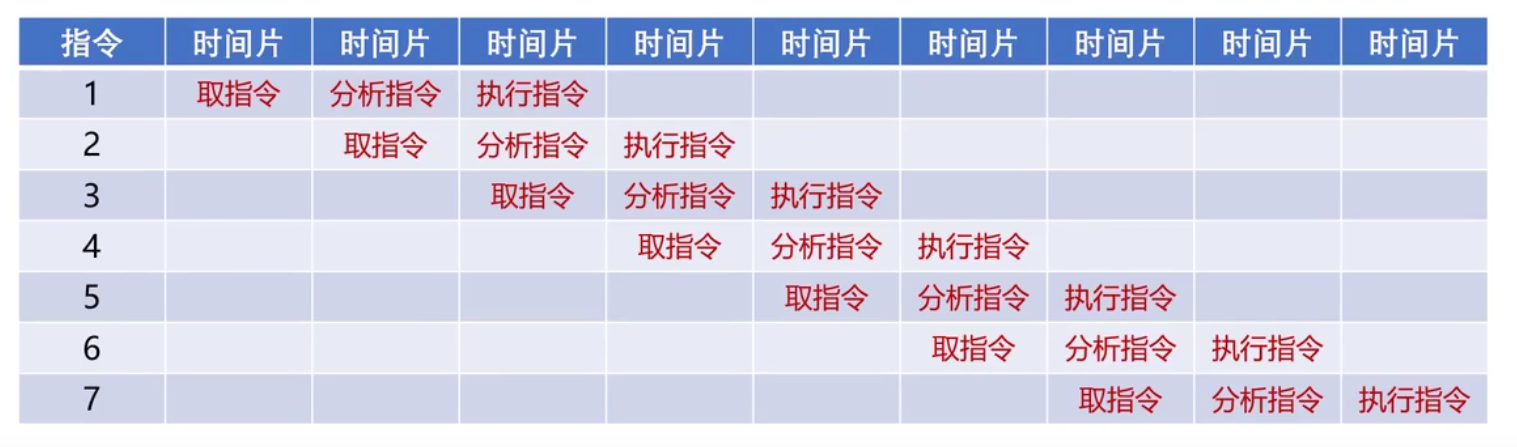 指令 时间片 时间片 时间片 时间片 时间片 时间片 时间片 时间片 时间片
1 取指令 分析指令 执行指令
2 取指令 分析指令 执行指令
3 取指令 分析指令 执行指令
4 取指令 分析指令 执行指令
5 取指令 分析指令 执行指令
6 取指令 分析指令 执行指令
7 取指令 分析指令 执行指令